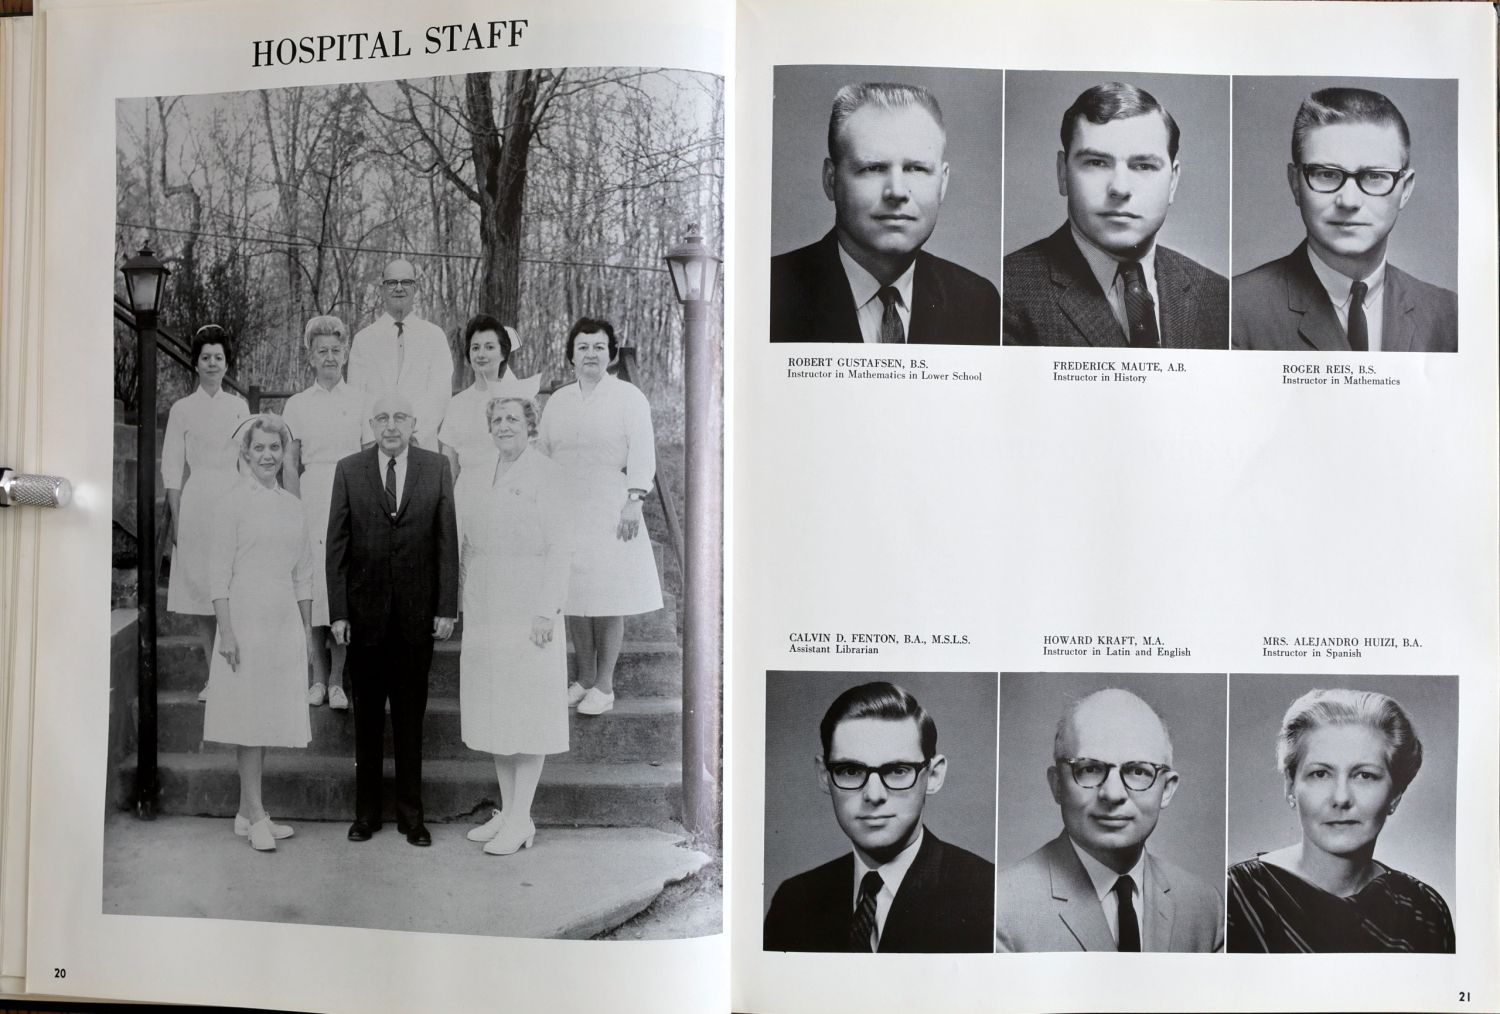 HOSPITAL STAFF
20
ROBERT GUSTAFSEN, B.S.
Instructor in Mathematics in Lower School
FREDERICK MAUTE, A.B.
Instructor in History
ROGER REIS, B.S.
Instructor in Mathematics
CALVIN D. FENTON, B.A., M.S.L.S.
Assistant Librarian
HOWARD KRAFT, M.A.
Instructor in Latin and English
MRS. ALEJANDRO HUIZI, B.A.
Instructor in Spanish
21